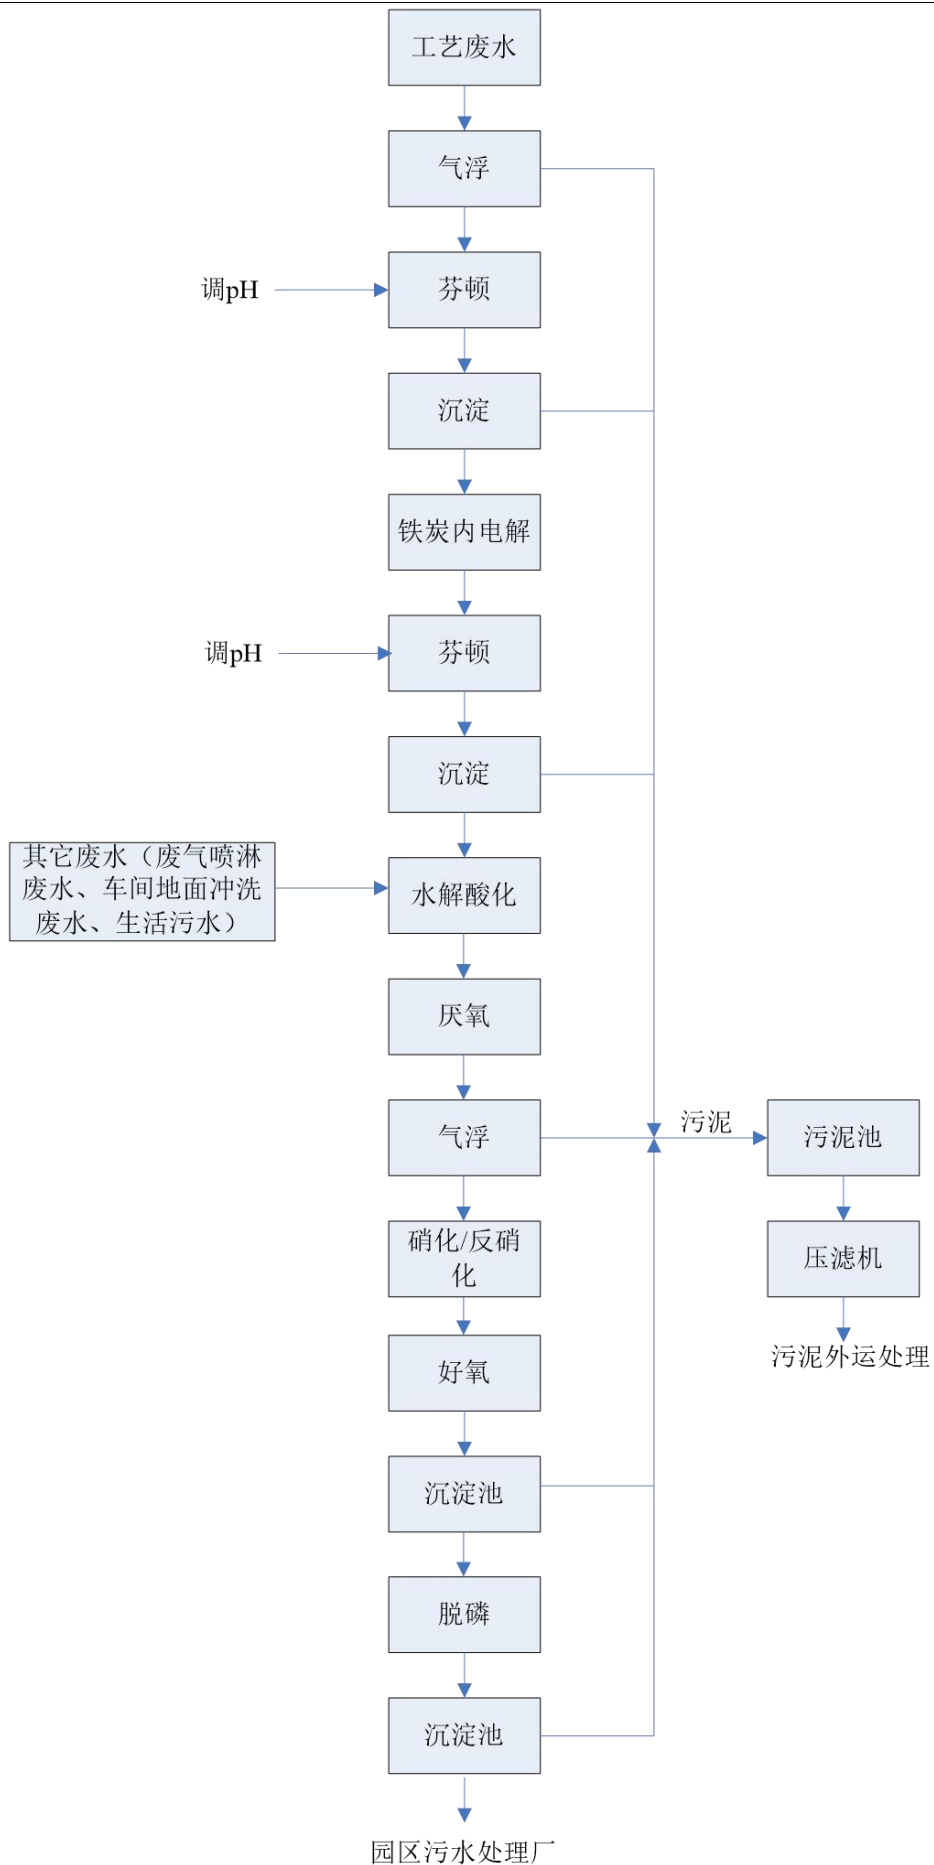 工艺废水
气浮
调pH
芬顿
沉淀
铁炭内电解
调pH
芬顿
沉淀
其它废水（废气喷淋
废水、车间地面冲洗
废水、生活污水）
水解酸化
厌氧
气浮
污泥
污泥池
硝化/反硝
化
压滤机
污泥外运处理
好氧
沉淀池
脱磷
沉淀池
园区污水处理厂